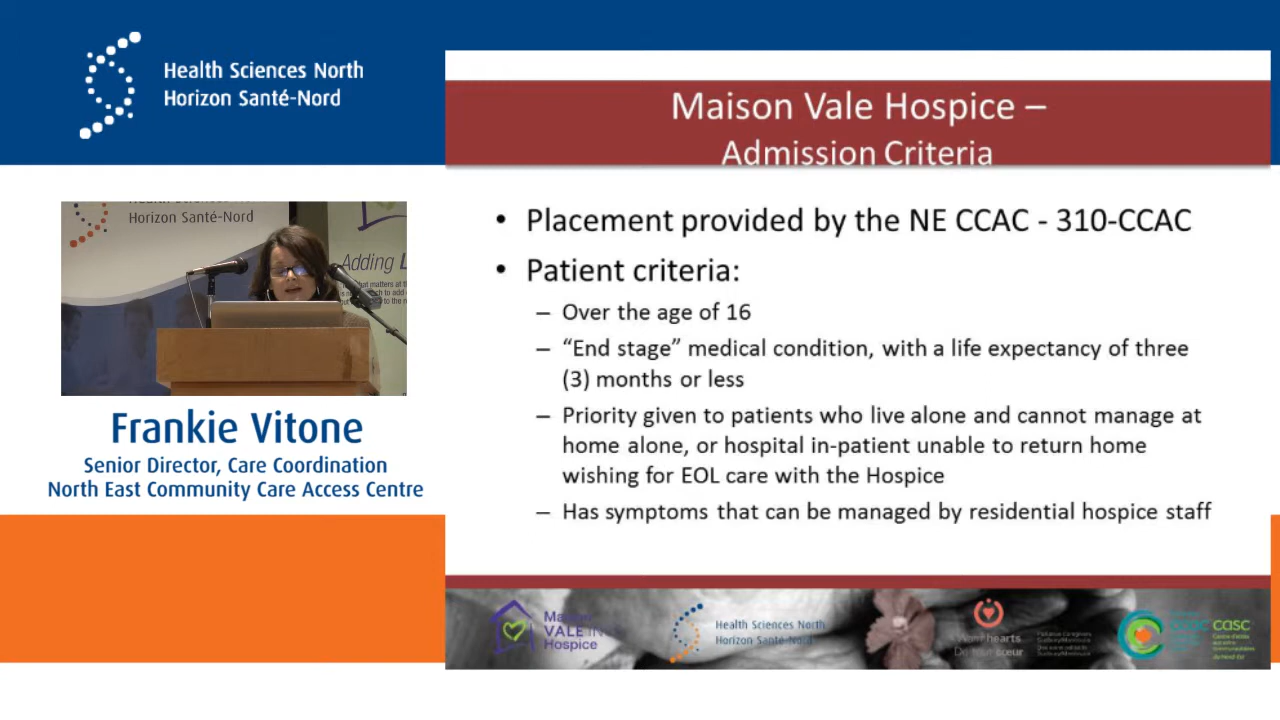 Health Sciences North
Horizon Santé-Nord
Maison Vale Hospice –
Admission Criteria
• Placement provided by the NE CCAC - 310-CCAC
• Patient criteria:
– Over the age of 16
– “End stage” medical condition, with a life expectancy of three
(3) months or less
– Priority given to patients who live alone and cannot manage at
home alone, or hospital in-patient unable to return home
wishing for EOL care with the Hospice
– Has symptoms that can be managed by residential hospice staff
Horizon Santé-Nord
Adding
Frankie Vitone
Senior Director, Care Coordination
North East Community Care Access Centre
Maison
VALE
Hospice
Health Sciences North
Horizon Santé-Nord
hearts
ccac casc